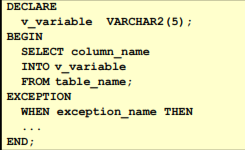 DECLARE
v_variable VARCHAR2(5);
BEGIN
SELECT column_name
INTO v_variable
FROM table_name;
EXCEPTION
WHEN exception_name THEN
...
END;